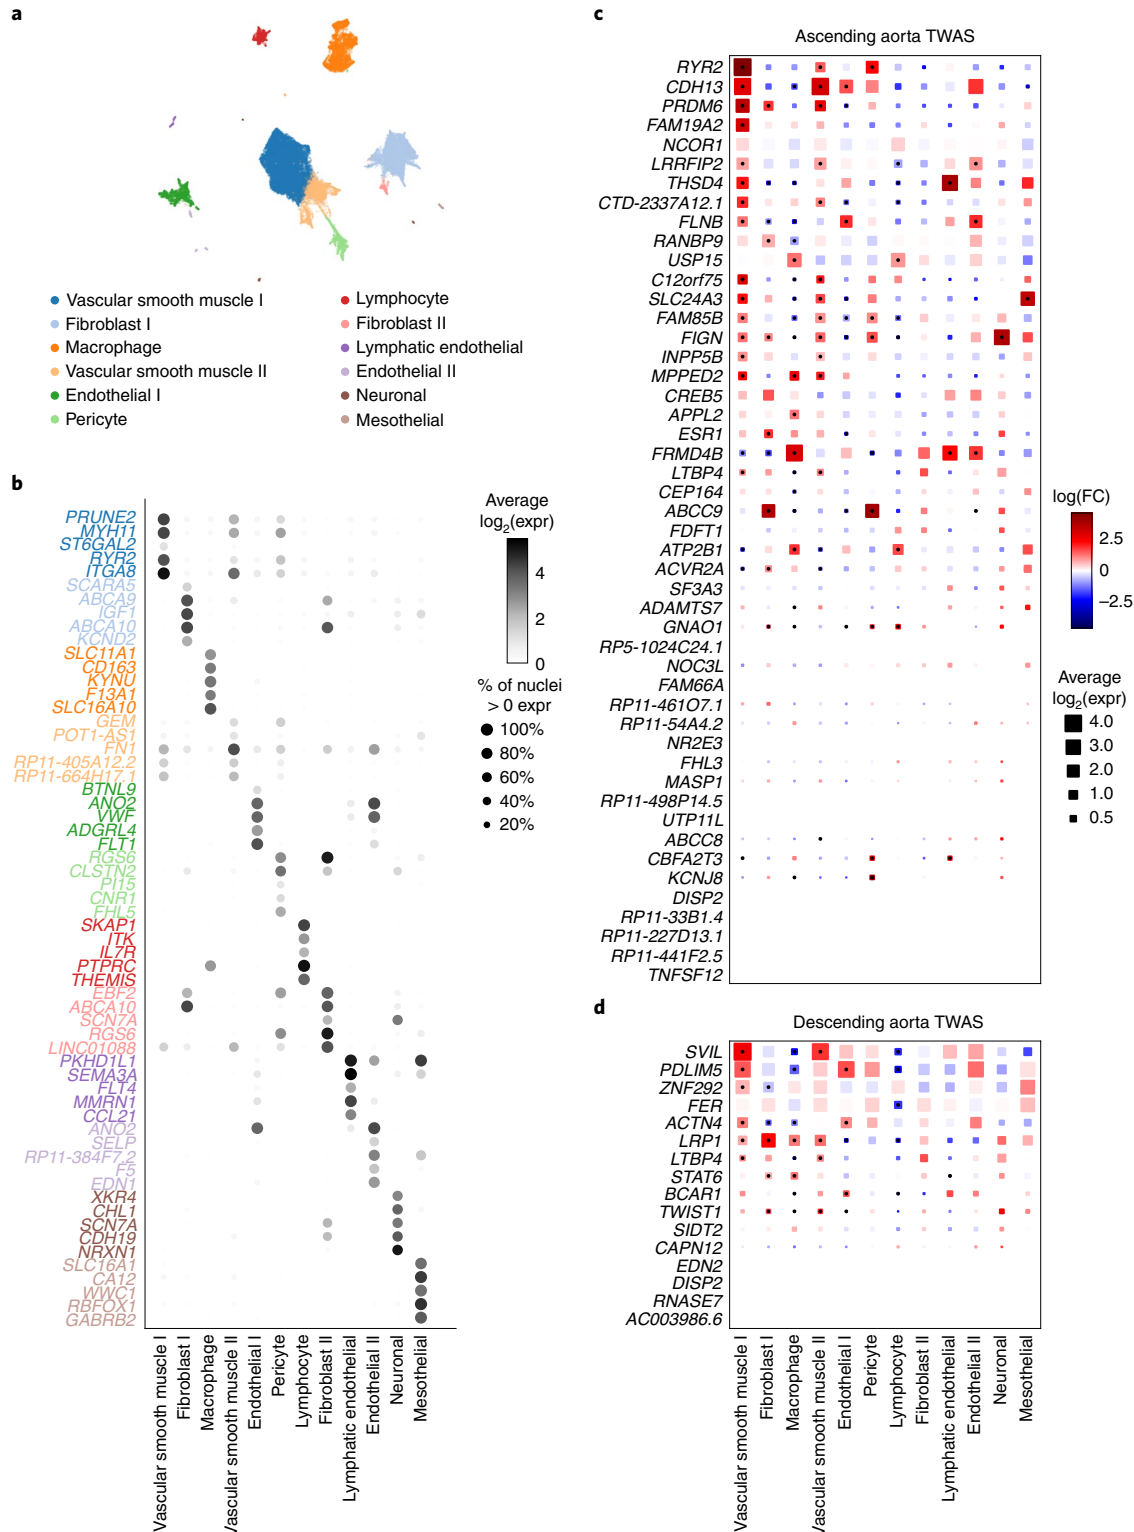 a
Vascular smooth muscle I
Fibroblast I
Macrophage
Vascular smooth muscle II
Endothelial I
Pericyte
Lymphocyte
Fibroblast II
Lymphatic endothelial
Endothelial II
Neuronal
Mesothelial
b
PRUNE2
MYH11
ST6GAL2
RYR2
ITGA8
SCARA5
ABCA9
IGF1
ABCA10
KCND2
SLC11A1
CD163
KYNU
F13A1
SLC16A10
GEM
POT1-AS1
FN1
RP11-405A12.2
RP11-664H17.1
BTNL9
ANO2
VWF
ADGRL4
FLT1
RGS6
CLSTN2
PI15
CNR1
FHL5
SKAP1
ITK
IL7R
PTPRC
THEMIS
EBF2
ABCA10
SCN7A
RGS6
LINC01088
PKHD1L1
SEMA3A
FLT4
MMRN1
CCL21
ANO2
SELP
RP11-384F7.2
F5
EDN1
XKR4
CHL1
SCN7A
CDH19
NRXN1
SLC16A1
CA12
WWC1
RBFOX1
GABRB2
Vascular smooth muscle I
Fibroblast I
Macrophage
Vascular smooth muscle II
Endothelial I
Pericyte
Lymphocyte
Fibroblast II
Lymphatic endothelial
Endothelial II
Neuronal
Mesothelial
Average
log2(expr)
4
2
0
% of nuclei
> 0 expr
100%
80%
60%
40%
20%
c
Ascending aorta TWAS
RYR2
CDH13
PRDM6
FAM19A2
NCOR1
LRRFIP2
THSD4
CTD-2337A12.1
FLNB
RANBP9
USP15
C12orf75
SLC24A3
FAM85B
FIGN
INPP5B
MPPED2
CREB5
APPL2
ESR1
FRMD4B
LTBP4
CEP164
ABCC9
FDFT1
ATP2B1
ACVR2A
SF3A3
ADAMTS7
GNAO1
RP5-1024C24.1
NOC3L
FAM66A
RP11-461O7.1
RP11-54A4.2
NR2E3
FHL3
MASP1
RP11-498P14.5
UTP11L
ABCC8
CBFA2T3
KCNJ8
DISP2
RP11-33B1.4
RP11-227D13.1
RP11-441F2.5
TNFSF12
log(FC)
2.5
0
−2.5
Average
log2(expr)
4.0
3.0
2.0
1.0
0.5
d
Descending aorta TWAS
SVIL
PDLIM5
ZNF292
FER
ACTN4
LRP1
LTBP4
STAT6
BCAR1
TWIST1
SIDT2
CAPN12
EDN2
DISP2
RNASE7
AC003986.6
Vascular smooth muscle I
Fibroblast I
Macrophage
Vascular smooth muscle II
Endothelial I
Pericyte
Lymphocyte
Fibroblast II
Lymphatic endothelial
Endothelial II
Neuronal
Mesothelial